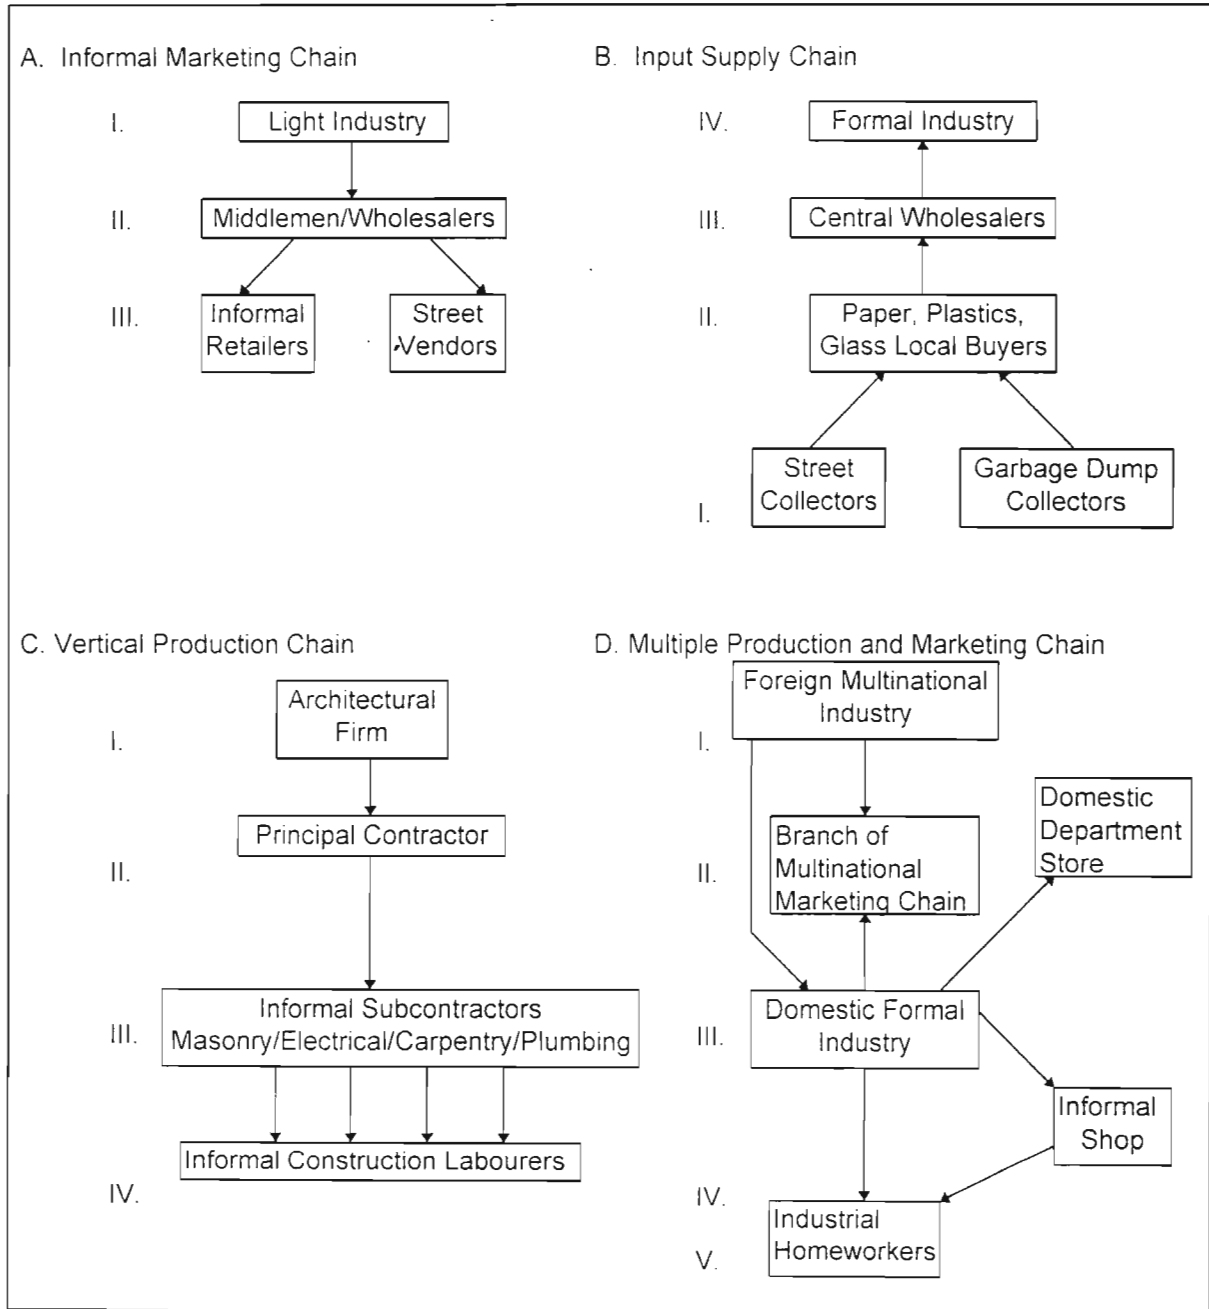 A. Informal Marketing Chain
I.
Light Industry
II.
Middlemen/Wholesalers
III.
Informal
Retailers
Street
Vendors
B. Input Supply Chain
IV.
Formal Industry
III.
Central Wholesalers
II.
Paper, Plastics,
Glass Local Buyers
I.
Street
Collectors
Garbage Dump
Collectors
C. Vertical Production Chain
I.
Architectural
Firm
II.
Principal Contractor
III.
Informal Subcontractors
Masonry/Electrical/Carpentry/Plumbing
IV.
Informal Construction Labourers
D. Multiple Production and Marketing Chain
I.
Foreign Multinational
Industry
II.
Branch of
Multinational
Marketing Chain
Domestic
Department
Store
III.
Domestic Formal
Industry
Informal
Shop
IV.
V.
Industrial
Homeworkers